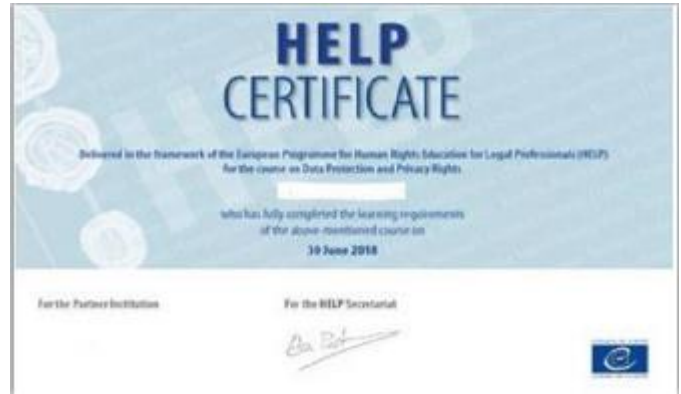 HELP
CERTIFICATE
Delivered in the framework of the European Programme for Human Rights Education for Legal Professionals (HELP)
for the course on Data Protection and Privacy Rights
who has fully completed the learning requirements
of the above-mentioned course on
30 June 2018
For the Partner Institution
For the HELP Secretariat